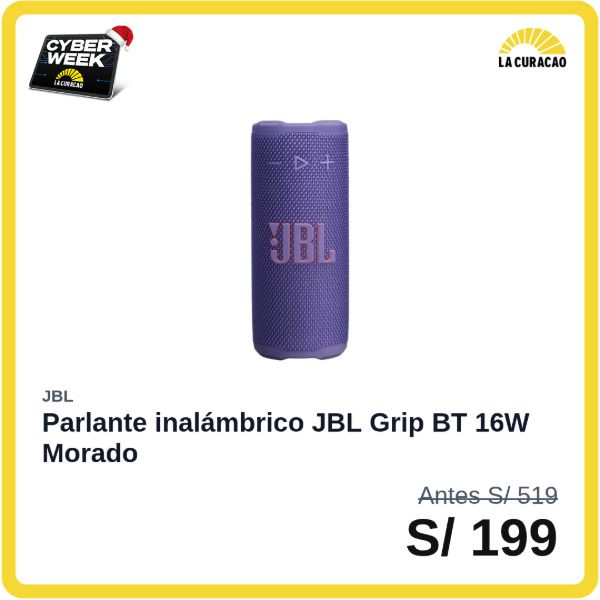 CYBER
WEEK
LA CURACAO
LA CURACAO
JBL
JBL
Parlante inalámbrico JBL Grip BT 16W
Morado
Antes S/ 519
S/ 199